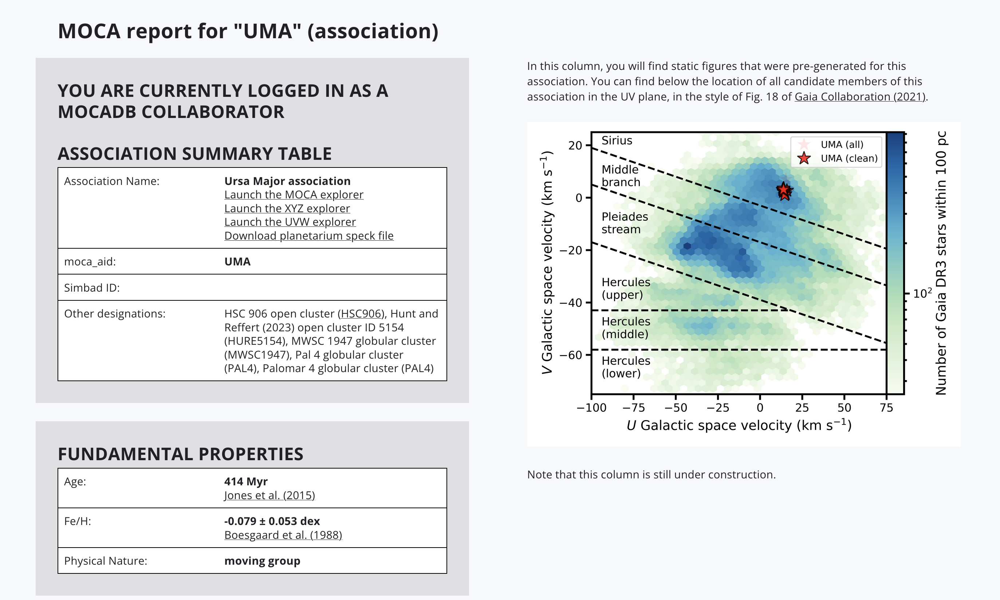 MOCA report for "UMA" (association)
YOU ARE CURRENTLY LOGGED IN AS A
MOCADB COLLABORATOR
ASSOCIATION SUMMARY TABLE
Association Name:
Ursa Major association
Launch the MOCA explorer
Launch the XYZ explorer
Launch the UVW explorer
Download planetarium speck file
moca_aid:
UMA
Simbad ID:
Other designations:
HSC 906 open cluster (HSC906), Hunt and
Reffert (2023) open cluster ID 5154
(HURE5154), MWSC 1947 globular cluster
(MWSC1947), Pal 4 globular cluster
(PAL4), Palomar 4 globular cluster (PAL4)
FUNDAMENTAL PROPERTIES
Age:
414 Myr
Jones et al. (2015)
Fe/H:
-0.079 ± 0.053 dex
Boesgaard et al. (1988)
Physical Nature:
moving group
In this column, you will find static figures that were pre-generated for this
association. You can find below the location of all candidate members of this
association in the UV plane, in the style of Fig. 18 of Gaia Collaboration (2021).
Sirius
Middle
branch
Pleiades
stream
Hercules
(upper)
Hercules
(middle)
Hercules
(lower)
UMA (all)
UMA (clean)
20
0
−20
−40
−60
V Galactic space velocity (km s⁻¹)
−100
−75
−50
−25
0
25
50
75
U Galactic space velocity (km s⁻¹)
10²
Number of Gaia DR3 stars within 100 pc
Note that this column is still under construction.